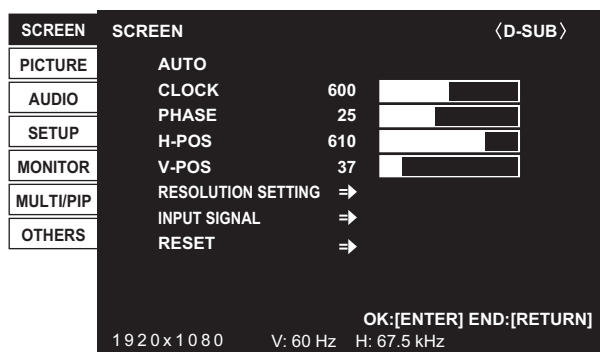 SCREEN
PICTURE
AUDIO
SETUP
MONITOR
MULTI/PIP
OTHERS
SCREEN 〈D-SUB〉
AUTO
CLOCK 600
PHASE 25
H-POS 610
V-POS 37
RESOLUTION SETTING
INPUT SIGNAL
RESET
OK:[ENTER] END:[RETURN]
1920x1080 V: 60 Hz H: 67.5 kHz